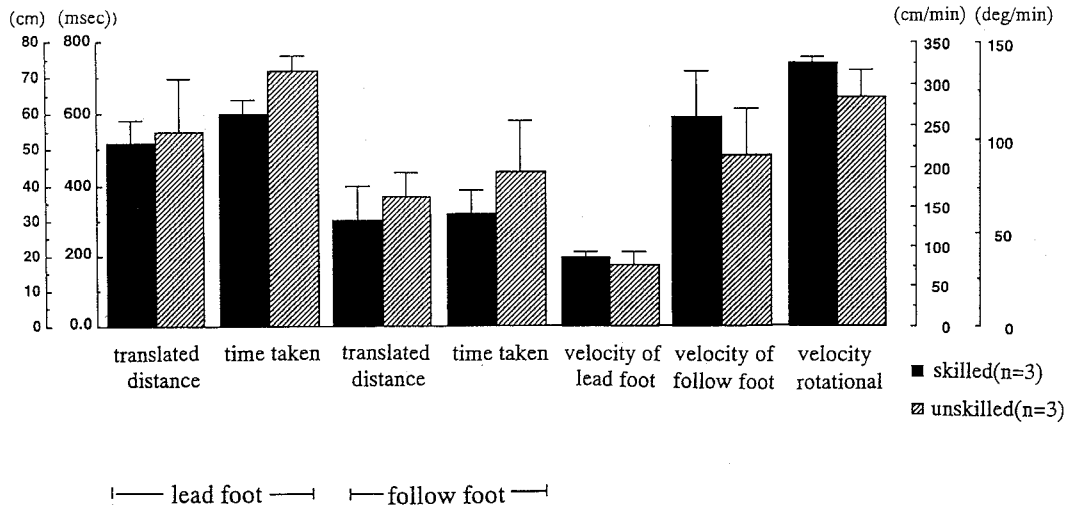 (cm) (msec)) (cm/min) (deg/min)
80 800 350 150
70 300
60 600 250
50 100
40 400 200
30 150
20 200 100 50
10 50
0 0.0 0 0
translated distance
time taken
translated distance
time taken
velocity of lead foot
velocity of follow foot
velocity rotational
skilled(n=3)
unskilled(n=3)
lead foot
follow foot